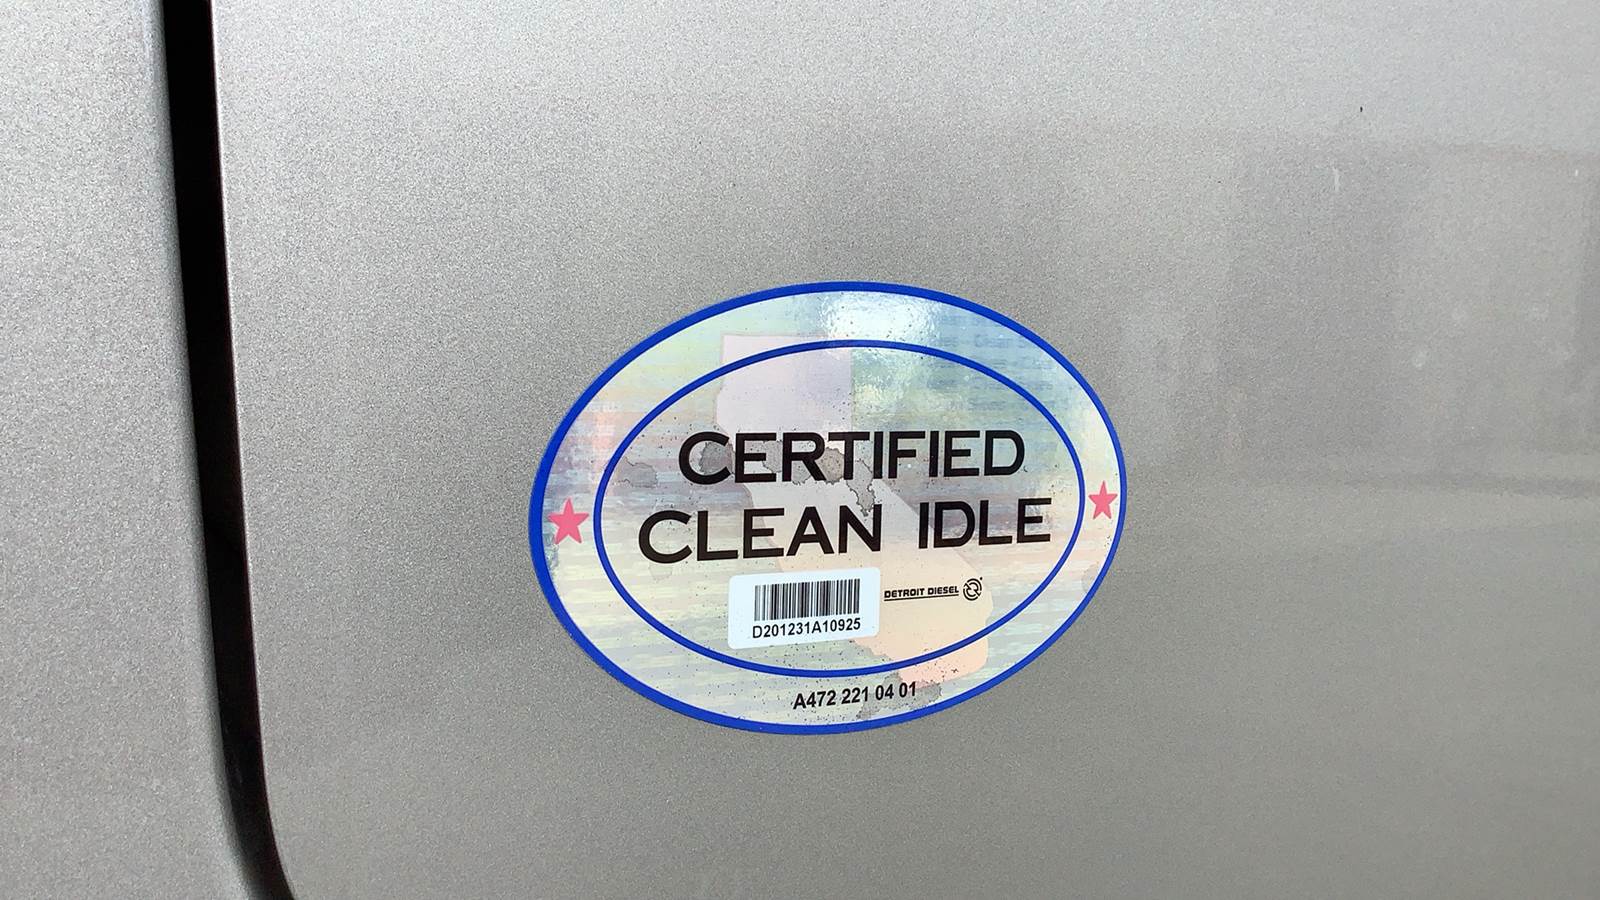 CERTIFIED
CLEAN IDLE
DETROIT DIESEL
D201231A10925
A472 221 04 01